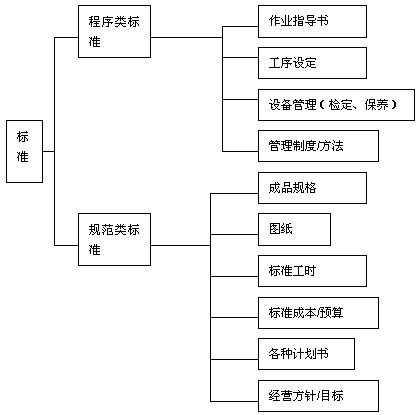 标
准
程序类标
准
作业指导书
工序设定
设备管理（检定、保养）
管理制度/方法
规范类标
准
成品规格
图纸
标准工时
标准成本/预算
各种计划书
经营方针/目标